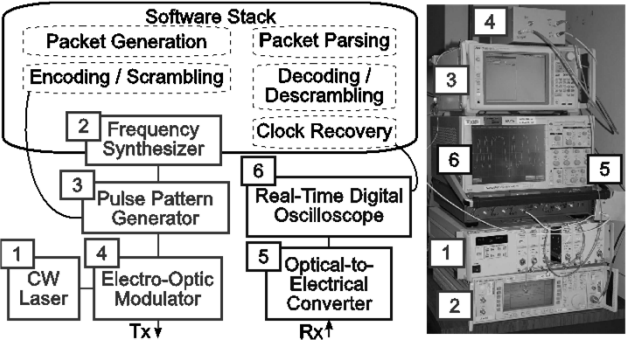 Software Stack
Packet Generation
Packet Parsing
Encoding / Scrambling
Decoding /
Descrambling
Clock Recovery
2
Frequency
Synthesizer
3
Pulse Pattern
Generator
6
Real-Time Digital
Oscilloscope
1
CW
Laser
4
Electro-Optic
Modulator
5
Optical-to-
Electrical
Converter
Tx
Rx
4
3
6
5
1
2